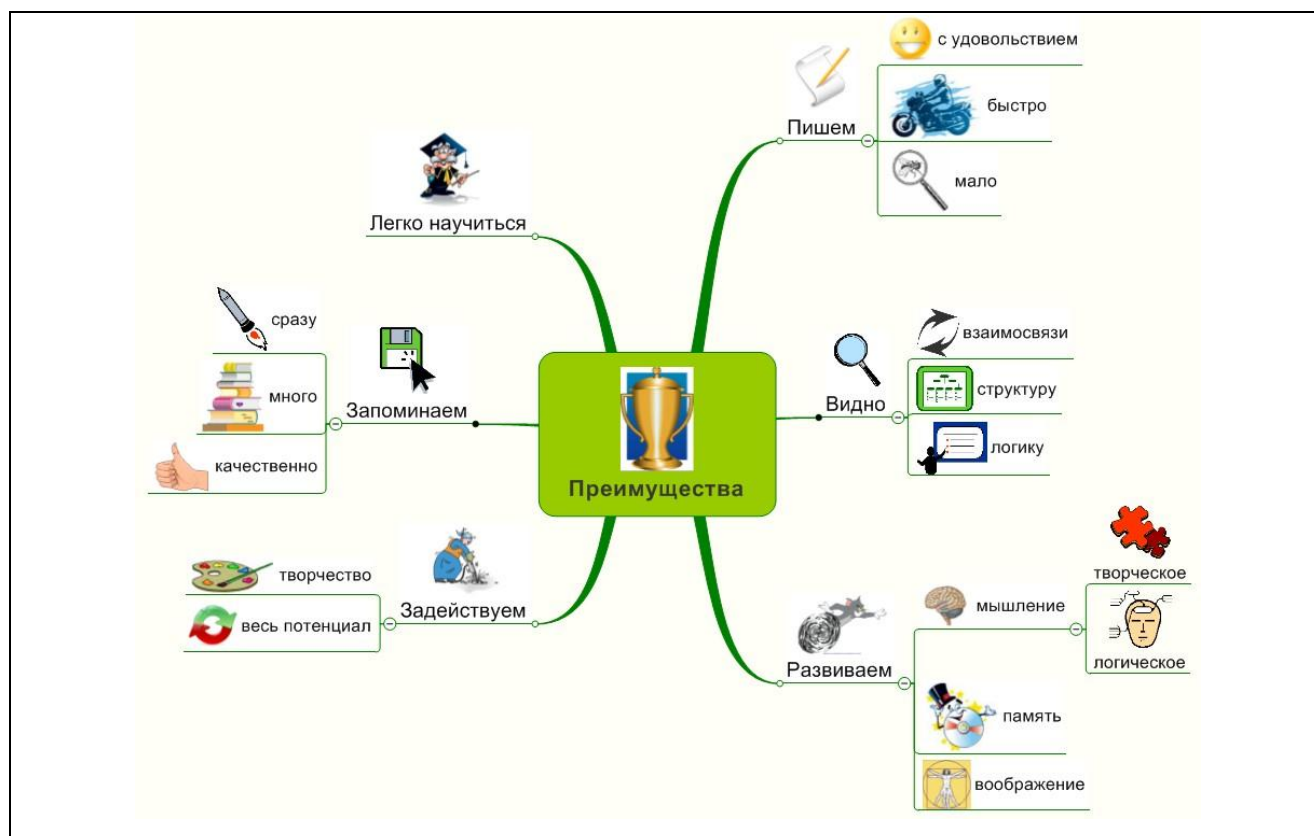 с удовольствием
быстро
Пишем
мало
Легко научиться
сразу
много
Запоминаем
качественно
Преимущества
взаимосвязи
Видно
структуру
логику
творчество
Задействуем
весь потенциал
творческое
мышление
логическое
Развиваем
память
воображение